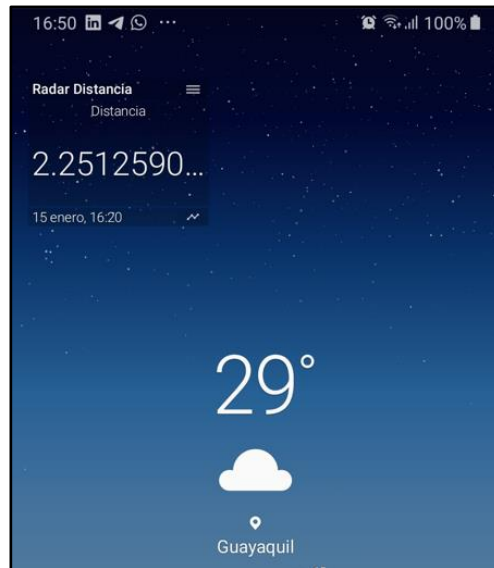 16:50 ... 100%
Radar Distancia
Distancia
2.2512590...
15 enero, 16:20
29°
Guayaquil